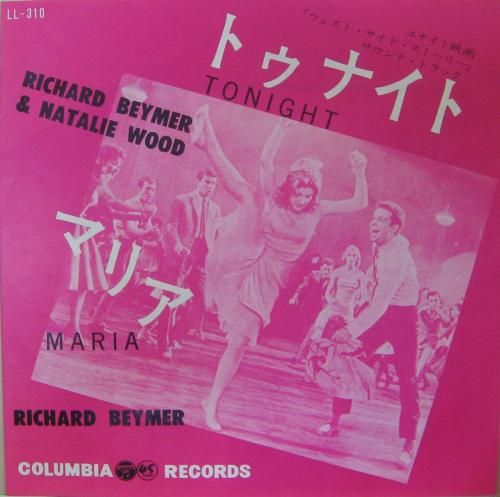 LL-310
ユナイト映画
「ウェスト・サイド・ストーリー」
サウンド・トラック
トゥナイト
TONIGHT
RICHARD BEYMER
& NATALIE WOOD
マリア
MARIA
RICHARD BEYMER
COLUMBIA 45 RECORDS